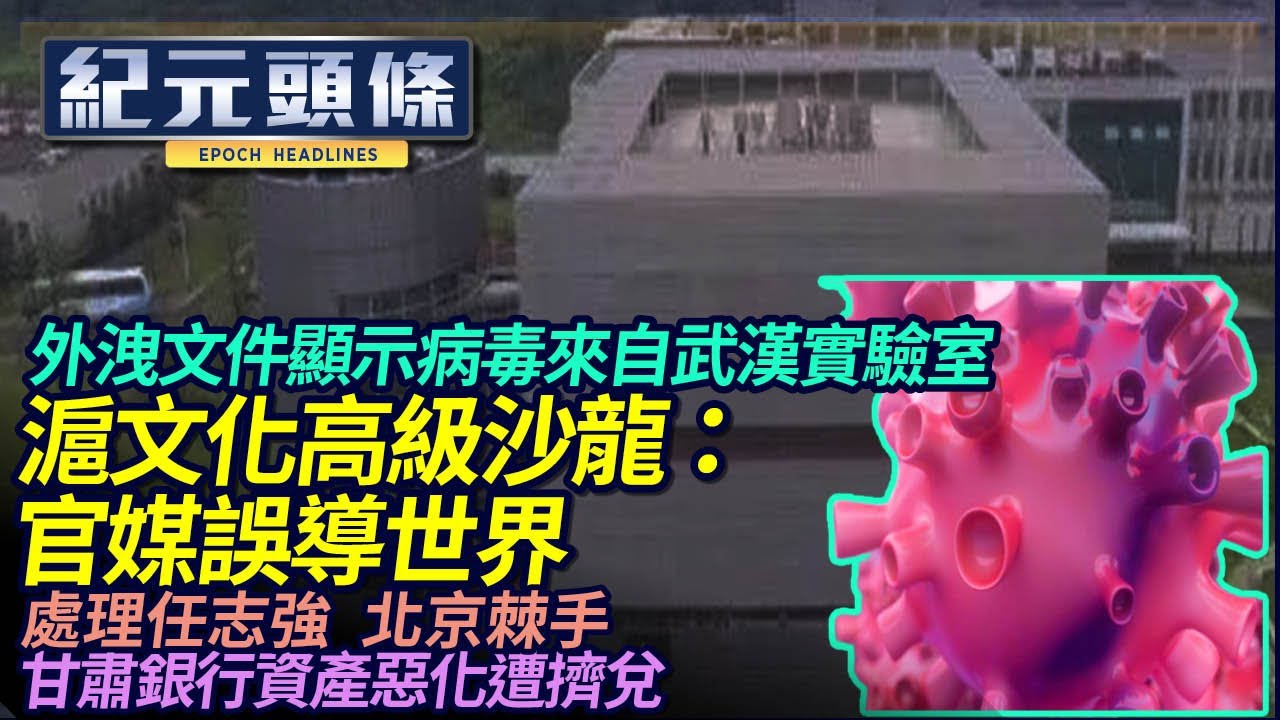 紀元頭條
EPOCH HEADLINES
外洩文件顯示病毒來自武漢實驗室
滬文化高級沙龍：
官媒誤導世界
處理任志強 北京棘手
甘肅銀行資產惡化遭擠兌